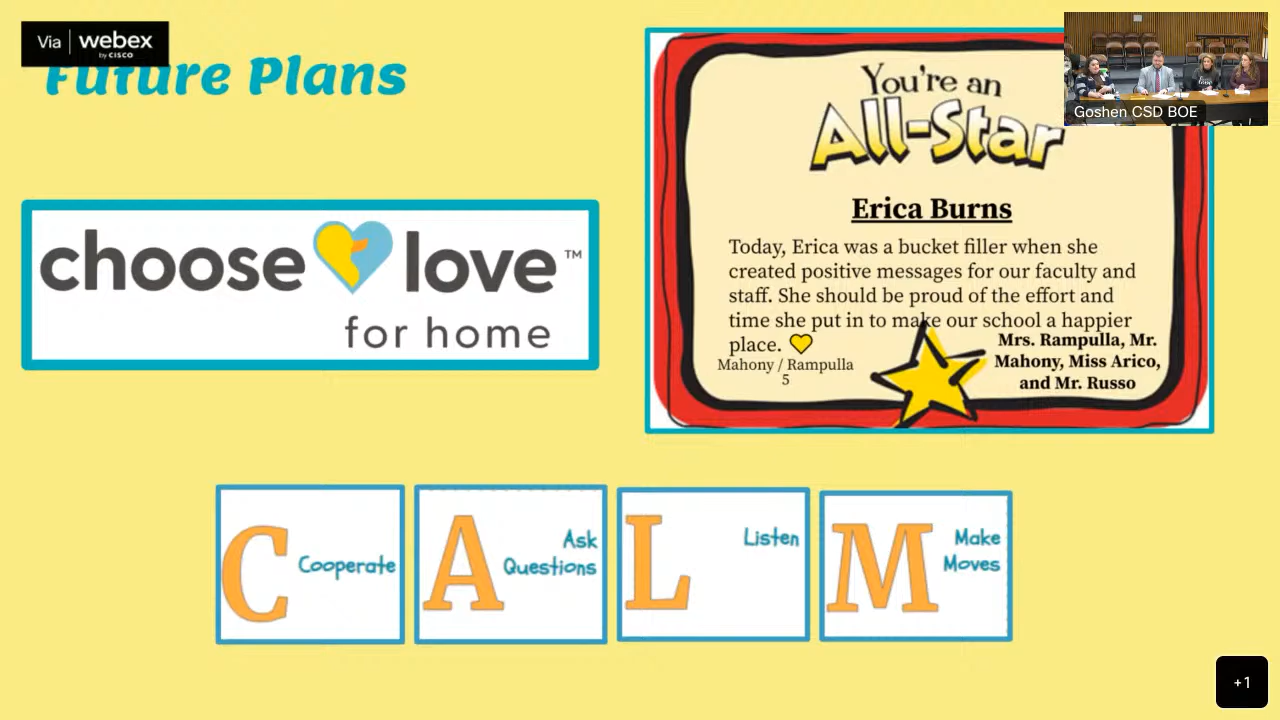 Via webex
by CISCO
Future Plans
Goshen CSD BOE
You're an
All-Star
Erica Burns
Today, Erica was a bucket filler when she
created positive messages for our faculty and
staff. She should be proud of the effort and
time she put in to make our school a happier
place.
Mahony / Rampulla
5
Mrs. Rampulla, Mr.
Mahony, Miss Arico,
and Mr. Russo
choose love™
for home
C Cooperate
A Ask
Questions
L Listen
M Make
Moves
+1